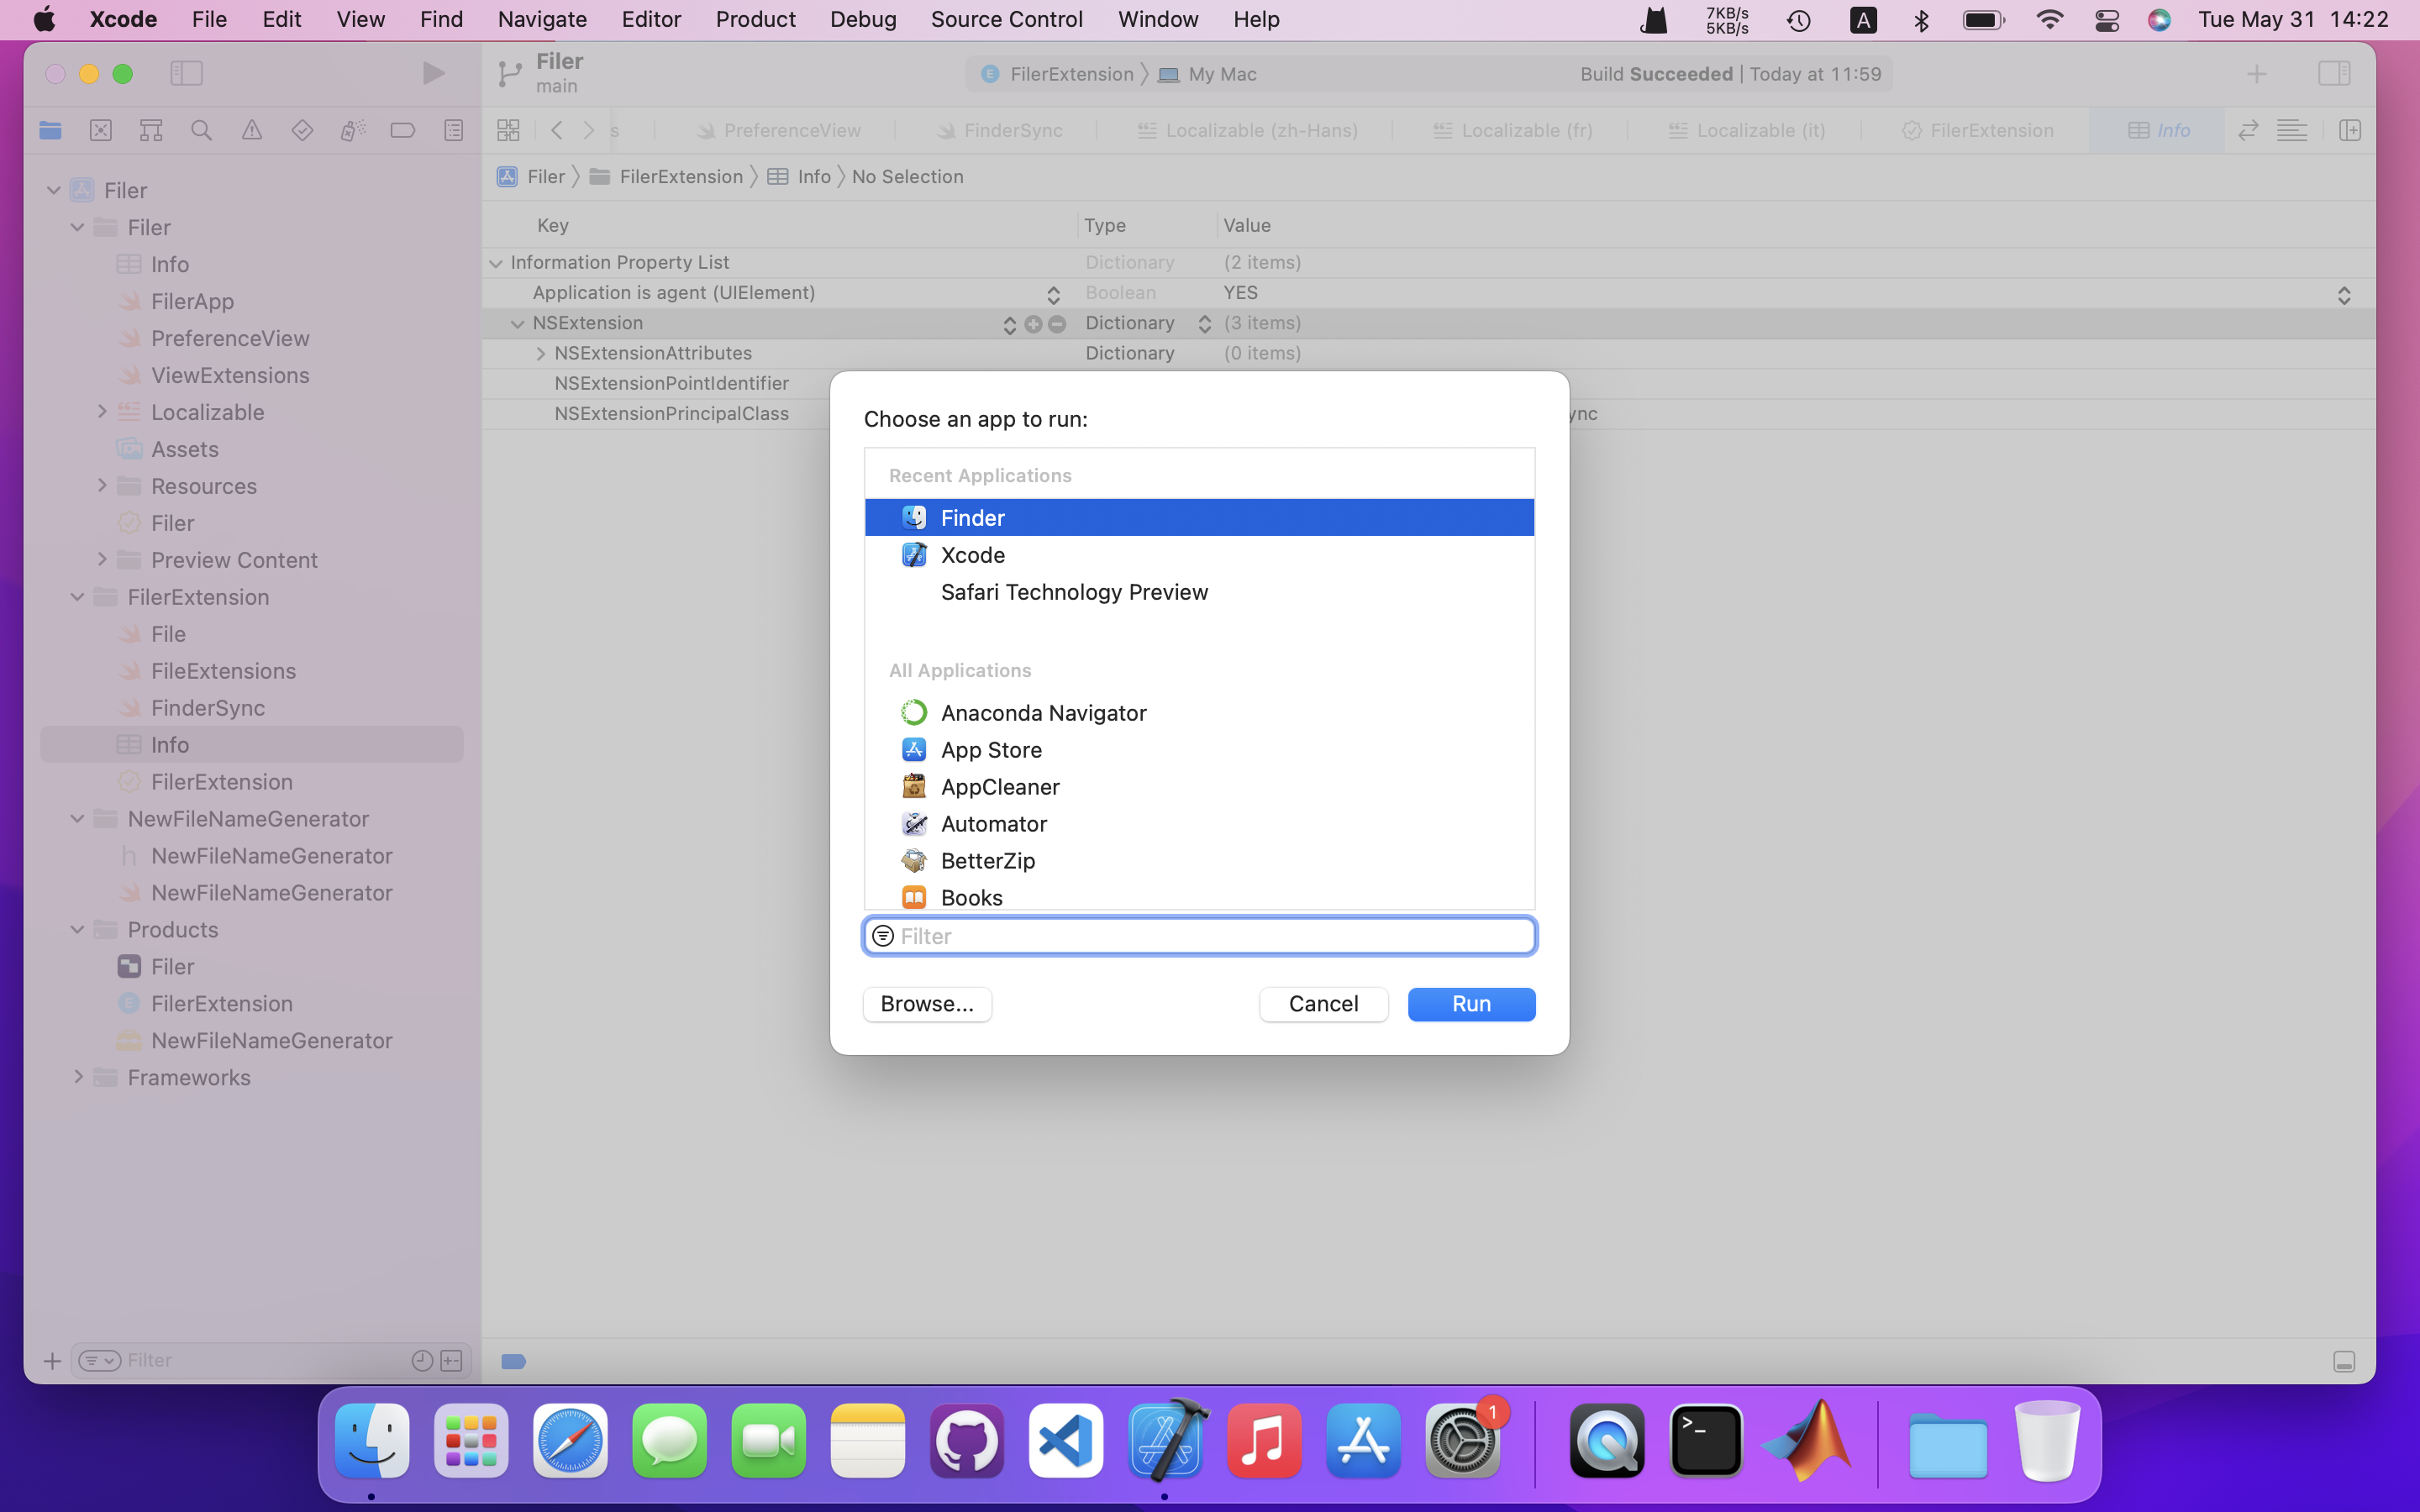 Xcode File Edit View Find Navigate Editor Product Debug Source Control Window Help 7KB/s 5KB/s A Tue May 31 14:22
Filer
main
FilerExtension My Mac
Build Succeeded | Today at 11:59
s PreferenceView FinderSync Localizable (zh-Hans) Localizable (fr) Localizable (it) FilerExtension Info
Filer FilerExtension Info No Selection
Key Type Value
Information Property List Dictionary (2 items)
Application is agent (UIElement) Boolean YES
NSExtension Dictionary (3 items)
NSExtensionAttributes Dictionary (0 items)
NSExtensionPointIdentifier
NSExtensionPrincipalClass ync
Filer
Filer
Info
FilerApp
PreferenceView
ViewExtensions
Localizable
Assets
Resources
Filer
Preview Content
FilerExtension
File
FileExtensions
FinderSync
Info
FilerExtension
NewFileNameGenerator
h NewFileNameGenerator
NewFileNameGenerator
Products
Filer
E FilerExtension
NewFileNameGenerator
Frameworks
Filter
Choose an app to run:
Recent Applications
Finder
Xcode
Safari Technology Preview
All Applications
Anaconda Navigator
App Store
AppCleaner
Automator
BetterZip
Books
Filter
Browse...
Cancel
Run
1